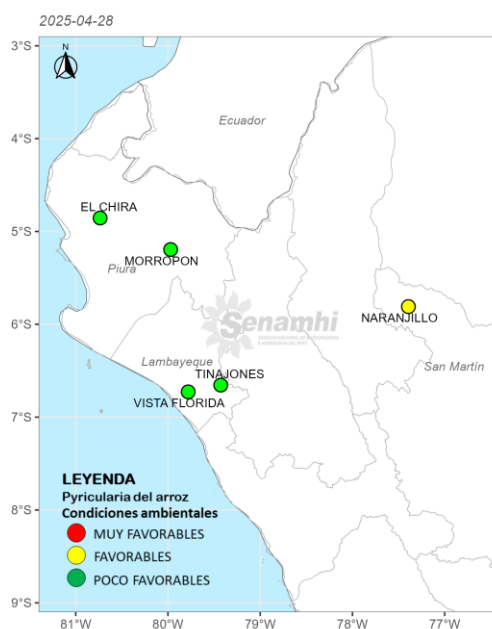 2025-04-28
3°S
N
Ecuador
4°S
EL CHIRA
5°S
MORROPON
Piura
NARANJILLO
6°S
Senamhi
Lambayeque
San Martín
TINAJONES
VISTA FLORIDA
7°S
LEYENDA
Pyricularia del arroz
Condiciones ambientales
8°S
MUY FAVORABLES
FAVORABLES
POCO FAVORABLES
9°S
81°W 80°W 79°W 78°W 77°W